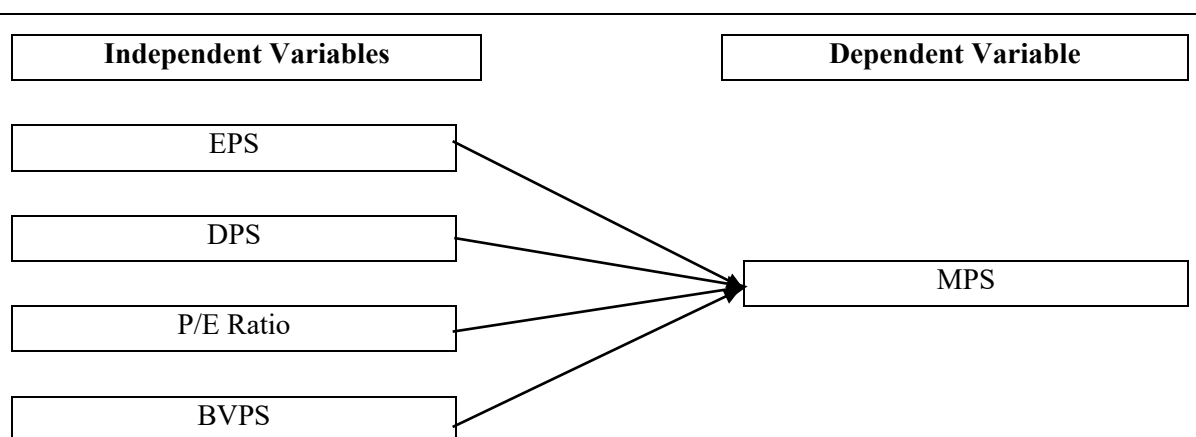 Independent Variables
Dependent Variable
EPS
DPS
MPS
P/E Ratio
BVPS